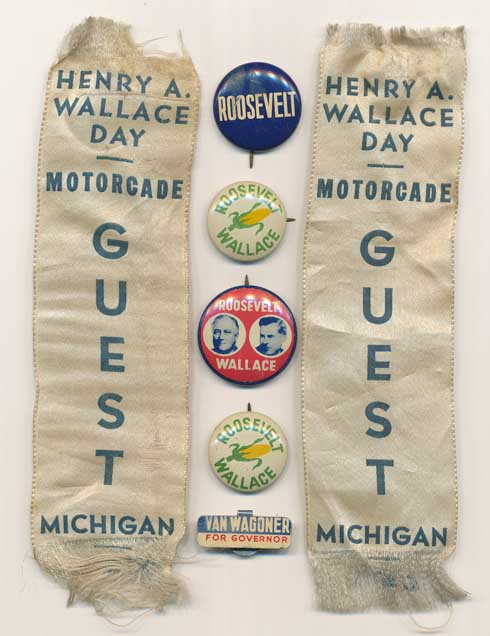 HENRY A.
WALLACE
DAY
MOTORCADE
GUEST
MICHIGAN
ROOSEVELT
ROOSEVELT
WALLACE
ROOSEVELT
WALLACE
ROOSEVELT
WALLACE
VAN WAGONER
FOR GOVERNOR
HENRY A.
WALLACE
DAY
MOTORCADE
GUEST
MICHIGAN